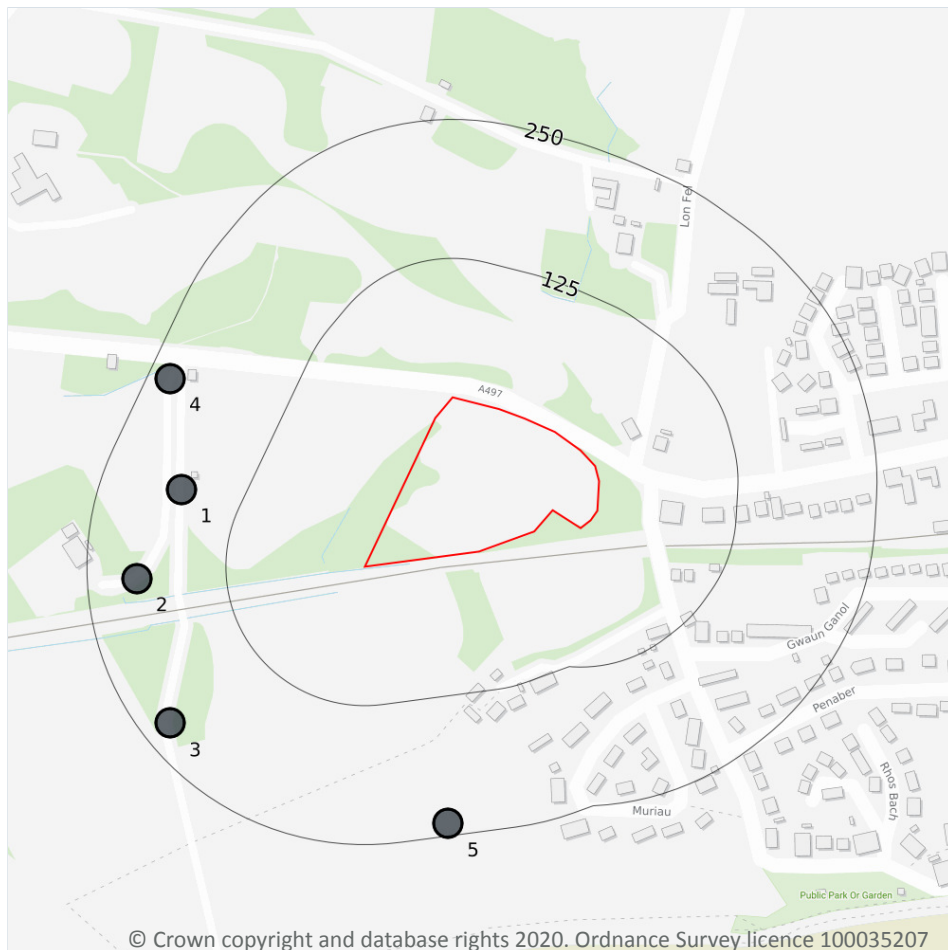 250
Lon Fel
125
A497
4
1
2
Gwaun Ganol
Penaber
3
Rhos Bach
Muriau
5
Public Park Or Garden
© Crown copyright and database rights 2020. Ordnance Survey licence 100035207